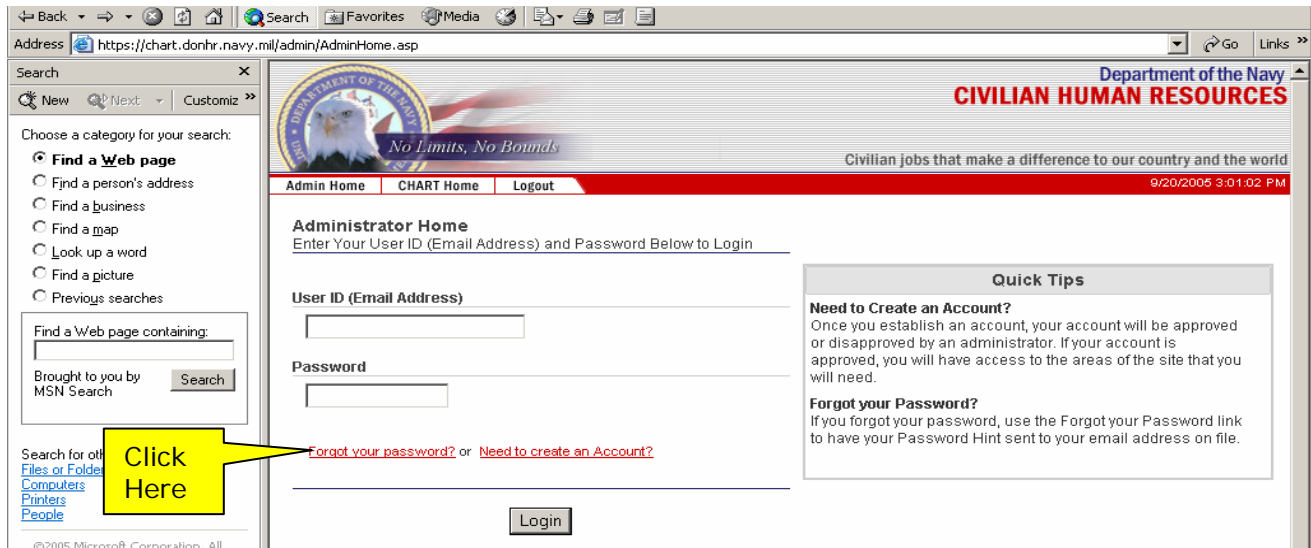 Back Search Favorites Media
Address https://chart.donhr.navy.mil/admin/AdminHome.asp Go Links »
Search x
New Next Customiz »
Choose a category for your search:
Find a Web page
Find a person's address
Find a business
Find a map
Look up a word
Find a picture
Previous searches
Find a Web page containing:
Brought to you by
MSN Search
Search
Search for
Files or Folder
Computers
Printers
People
©2005 Microsoft Corporation. All
Click
Here
DEPARTMENT OF THE NAVY
No Limits, No Bounds
Department of the Navy
CIVILIAN HUMAN RESOURCES
Civilian jobs that make a difference to our country and the world
Admin Home CHART Home Logout 9/20/2005 3:01:02 PM
Administrator Home
Enter Your User ID (Email Address) and Password Below to Login
User ID (Email Address)
Password
Forgot your password? or Need to create an Account?
Login
Quick Tips
Need to Create an Account?
Once you establish an account, your account will be approved
or disapproved by an administrator. If your account is
approved, you will have access to the areas of the site that you
will need.
Forgot your Password?
If you forgot your password, use the Forgot your Password link
to have your Password Hint sent to your email address on file.